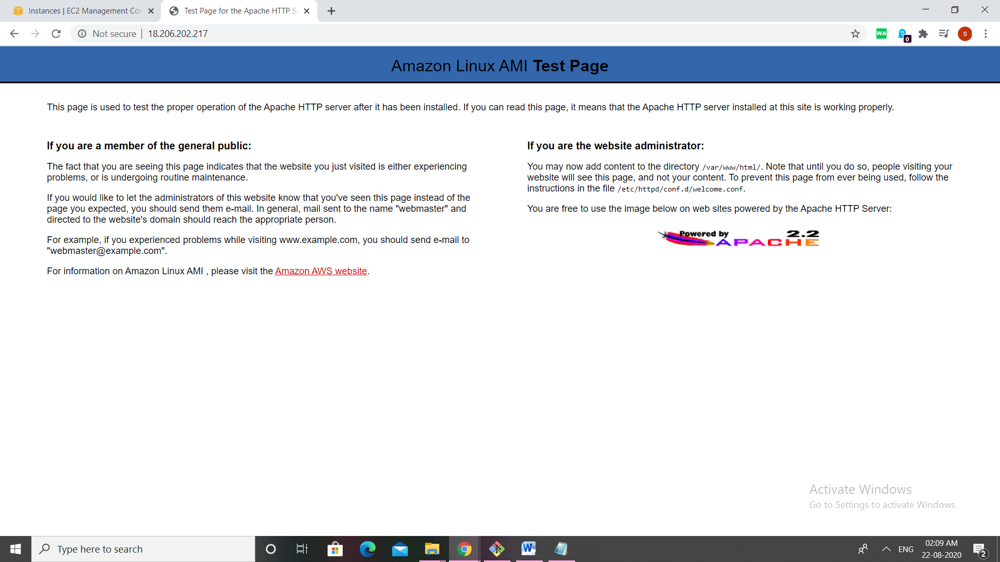 Instances | EC2 Management Con
Test Page for the Apache HTTP Se
Not secure
18.206.202.217
WA
0
s
Amazon Linux AMI Test Page
This page is used to test the proper operation of the Apache HTTP server after it has been installed. If you can read this page, it means that the Apache HTTP server installed at this site is working properly.
If you are a member of the general public:
The fact that you are seeing this page indicates that the website you just visited is either experiencing
problems, or is undergoing routine maintenance.
If you would like to let the administrators of this website know that you've seen this page instead of the
page you expected, you should send them e-mail. In general, mail sent to the name "webmaster" and
directed to the website's domain should reach the appropriate person.
For example, if you experienced problems while visiting www.example.com, you should send e-mail to
"webmaster@example.com".
For information on Amazon Linux AMI , please visit the Amazon AWS website.
If you are the website administrator:
You may now add content to the directory /var/www/html/. Note that until you do so, people visiting your
website will see this page, and not your content. To prevent this page from ever being used, follow the
instructions in the file /etc/httpd/conf.d/welcome.conf.
You are free to use the image below on web sites powered by the Apache HTTP Server:
Powered by 2.2
APACHE
Activate Windows
Go to Settings to activate Windows.
Type here to search
W
ENG
02:09 AM
22-08-2020
2